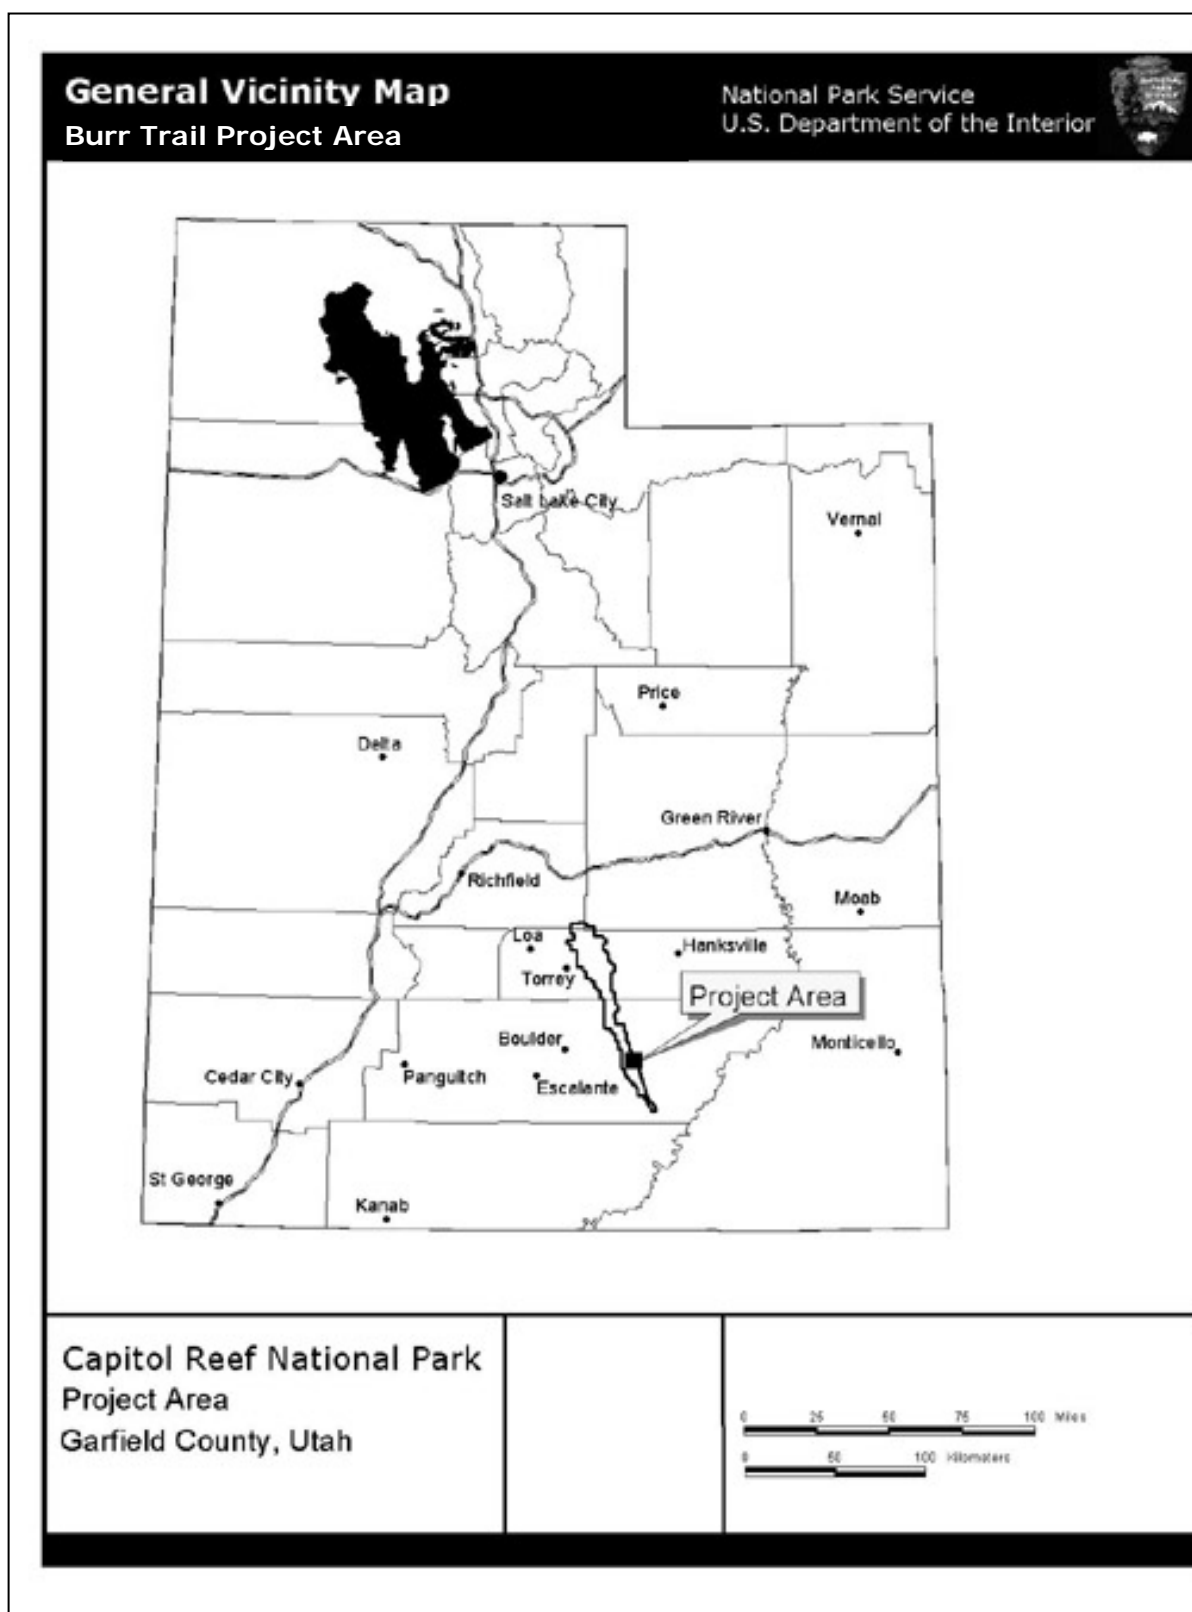 General Vicinity Map
Burr Trail Project Area
National Park Service
U.S. Department of the Interior
NATIONAL
PARK
SERVICE
Salt Lake City
Vernal
Price
Delta
Green River
Richfield
Moab
Loa
Hanksville
Torrey
Project Area
Boulder
Monticello
Cedar City
Panguitch
Escalante
St George
Kanab
Capitol Reef National Park
Project Area
Garfield County, Utah
0 25 50 75 100 Miles
0 50 100 Kilometers